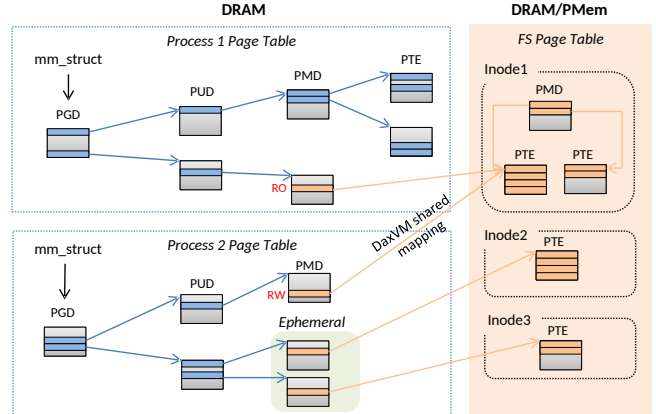 DRAM
DRAM/PMem
Process 1 Page Table
FS Page Table
mm_struct
PTE
Inode1
PMD
PUD
PMD
PGD
PTE
PTE
RO
DaxVM shared
mapping
Process 2 Page Table
Inode2
mm_struct
PTE
PMD
PUD
RW
PGD
Ephemeral
Inode3
PTE